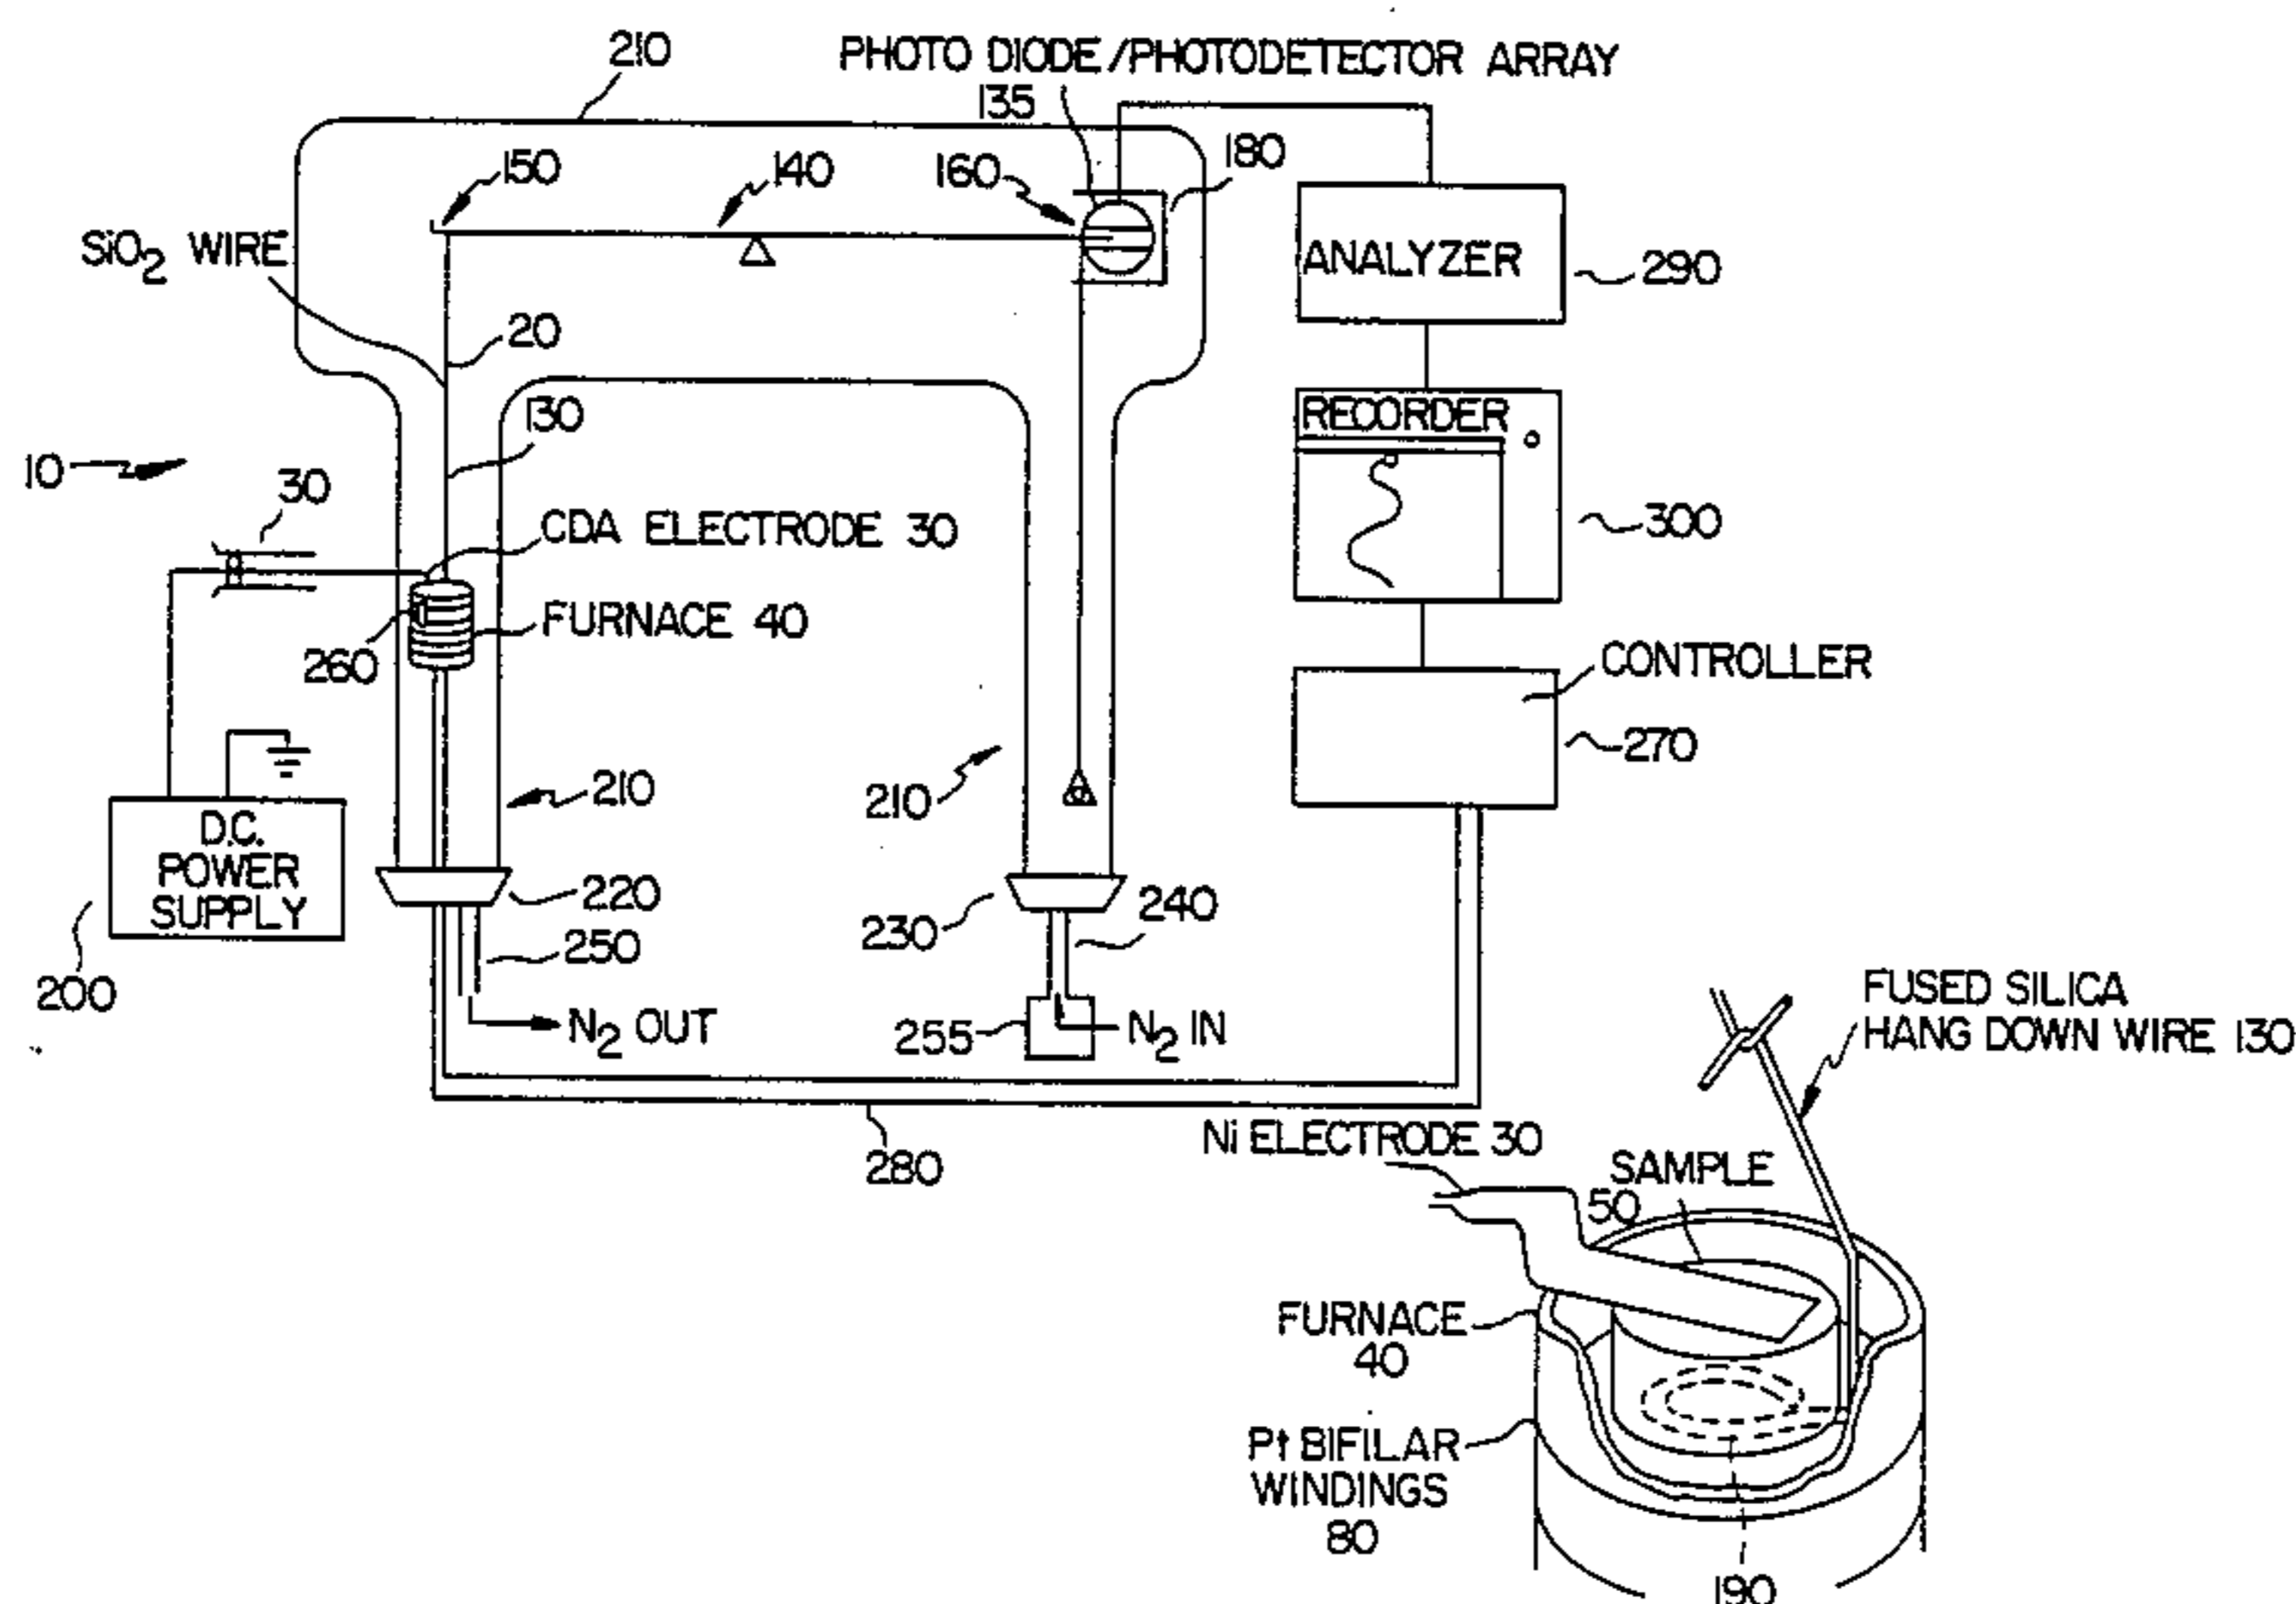 210
PHOTO DIODE/PHOTODETECTOR ARRAY
135
150
140
160
180
SiO2 WIRE
ANALYZER
290
20
130
RECORDER
10
30
CDA ELECTRODE 30
300
FURNACE 40
260
CONTROLLER
270
210
210
D.C.
POWER
SUPPLY
220
240
230
250
200
N2 OUT
255
N2 IN
FUSED SILICA
HANG DOWN WIRE 130
280
Ni ELECTRODE 30
SAMPLE
50
FURNACE
40
Pt BIFILAR
WINDINGS
80
190